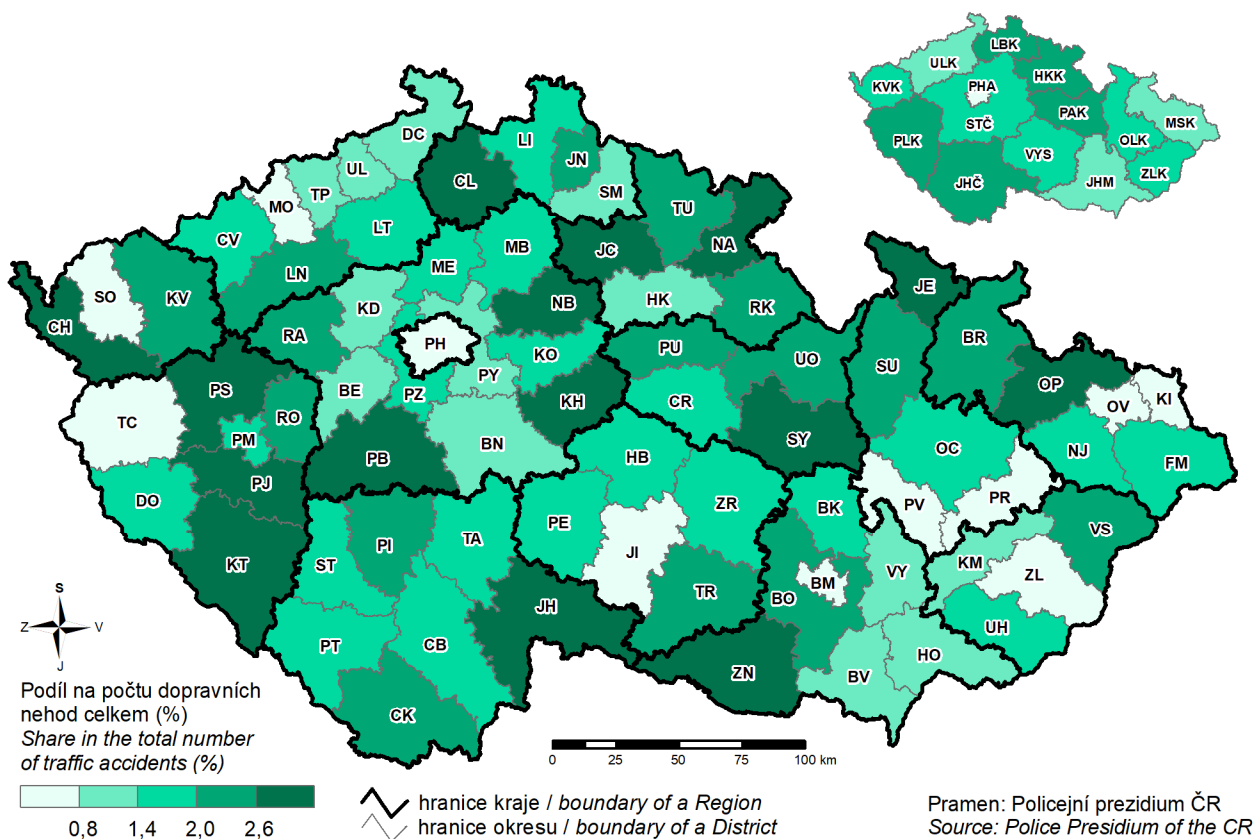 LBK
ULK
HKK
KVK
PHA
PAK
STČ
MSK
PLK
OLK
VYS
ZLK
JHČ
JHM
DC
LI
JN
UL
CL
TP
SM
MO
TU
LT
CV
NA
MB
JC
ME
LN
JE
SO
KV
NB
HK
KD
RK
CH
RA
BR
PH
PU
KO
UO
SU
OP
PS
PY
BE
PZ
KI
KH
CR
OV
RO
TC
PM
SY
BN
OC
NJ
HB
PB
FM
PJ
DO
ZR
PR
PE
BK
PV
VS
TA
PI
JI
ST
KT
KM
VY
ZL
BM
TR
BO
JH
UH
CB
PT
HO
ZN
BV
CK
S
Z V
J
Podíl na počtu dopravních
nehod celkem (%)
Share in the total number
of traffic accidents (%)
0,8 1,4 2,0 2,6
0 25 50 75 100 km
hranice kraje / boundary of a Region
hranice okresu / boundary of a District
Pramen: Policejní prezidium ČR
Source: Police Presidium of the CR